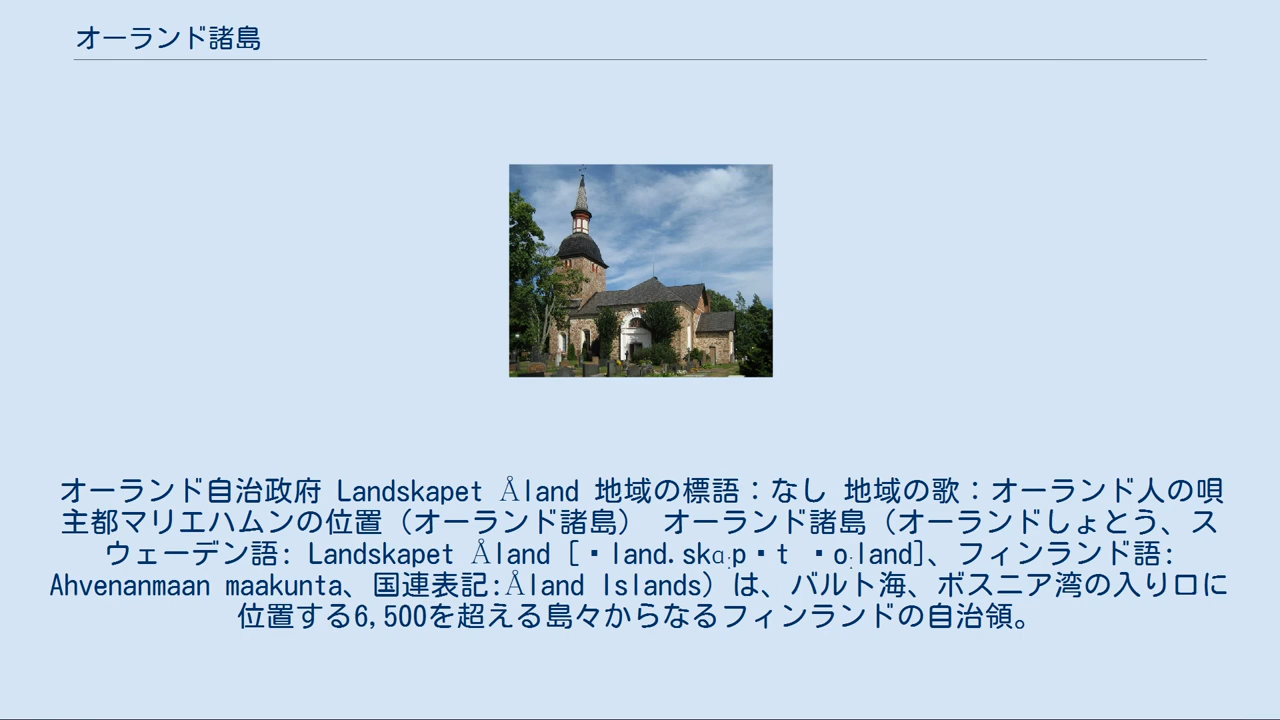 オーランド諸島
オーランド自治政府 Landskapet Åland 地域の標語：なし 地域の歌：オーランド人の唄
主都マリエハムンの位置（オーランド諸島） オーランド諸島（オーランドしょとう、ス
ウェーデン語: Landskapet Åland [・land.skɑːp・t ・oːland]、フィンランド語:
Ahvenanmaan maakunta、国連表記:Åland Islands）は、バルト海、ボスニア湾の入り口に
位置する6,500を超える島々からなるフィンランドの自治領。